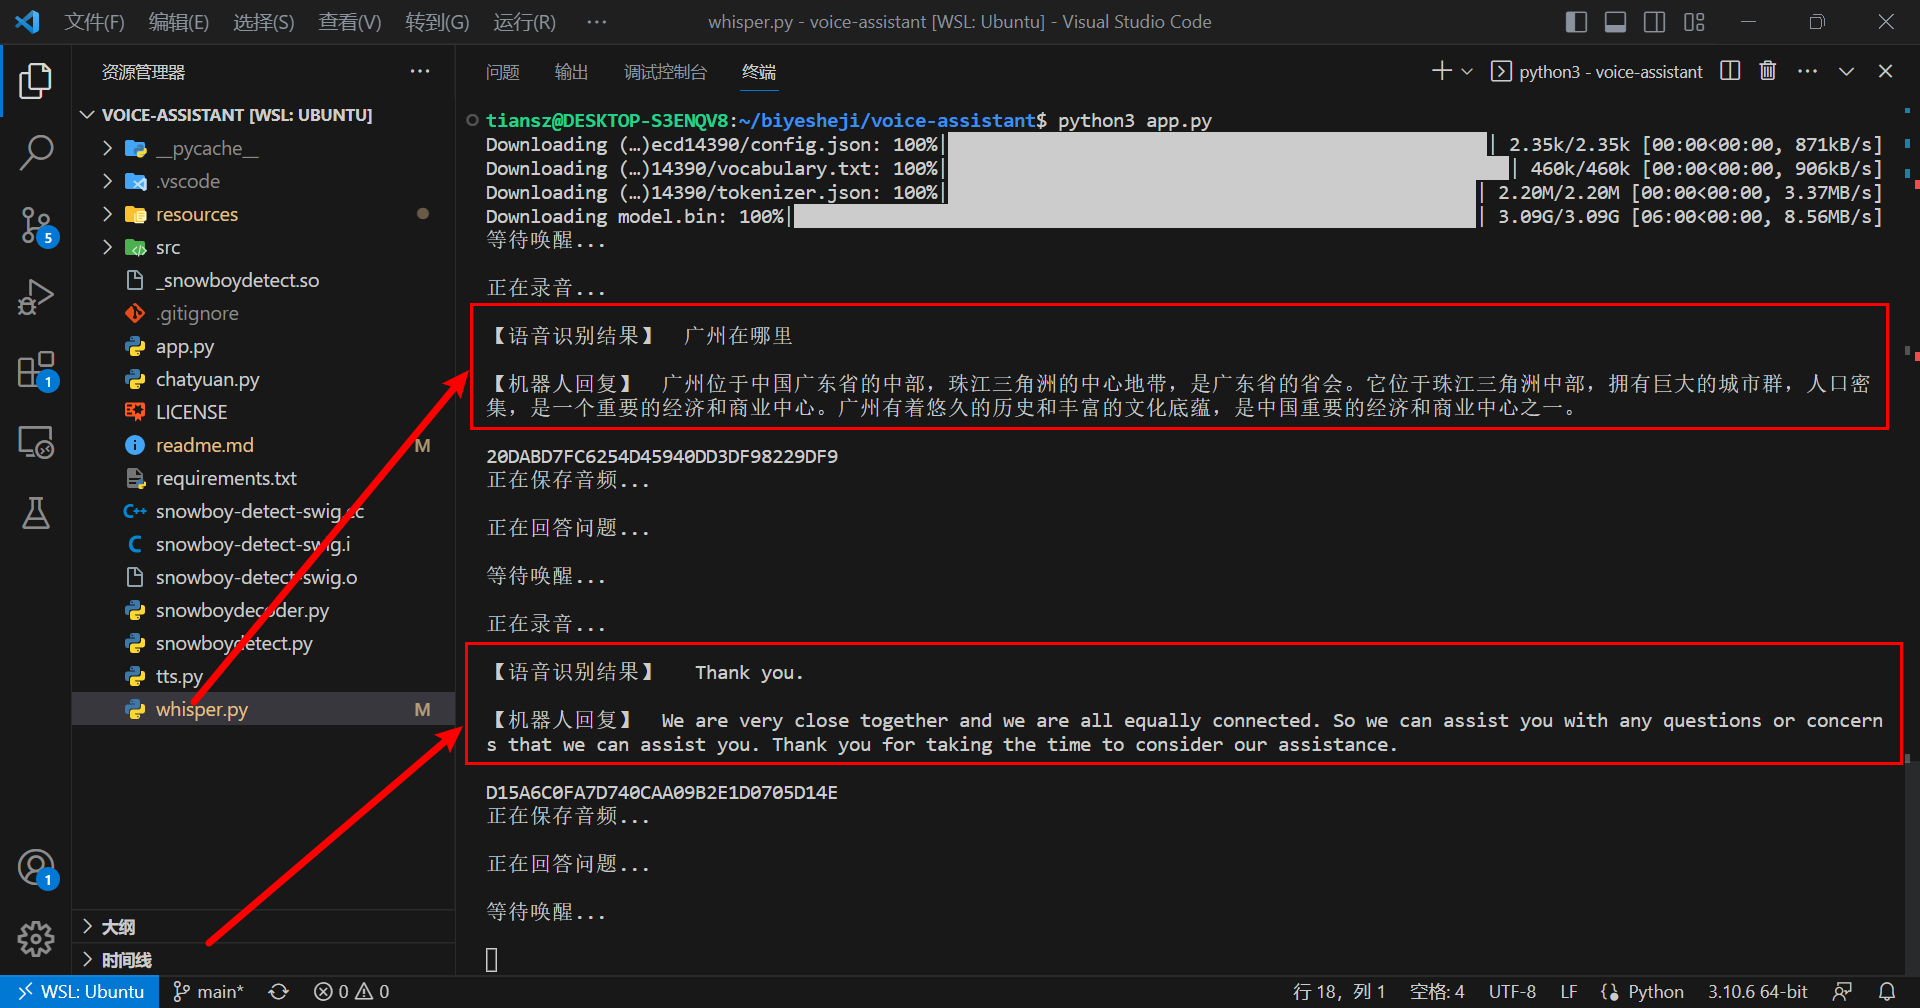 文件(F) 编辑(E) 选择(S) 查看(V) 转到(G) 运行(R) ··· whisper.py - voice-assistant [WSL: Ubuntu] - Visual Studio Code
资源管理器 ···
VOICE-ASSISTANT [WSL: UBUNTU]
__pycache__
.vscode
resources
src
_snowboydetect.so
.gitignore
app.py
chatyuan.py
LICENSE
readme.md M
requirements.txt
snowboy-detect-swig.cc
snowboy-detect-swig.i
snowboy-detect-swig.o
snowboydecoder.py
snowboydetect.py
tts.py
whisper.py M
大纲
时间线
5
1
1
问题 输出 调试控制台 终端 python3 - voice-assistant ···
tiansz@DESKTOP-S3ENQV8:~/biyesheji/voice-assistant$ python3 app.py
Downloading (…)ecd14390/config.json: 100%| | 2.35k/2.35k [00:00<00:00, 871kB/s]
Downloading (…)14390/vocabulary.txt: 100%| | 460k/460k [00:00<00:00, 906kB/s]
Downloading (…)14390/tokenizer.json: 100%| | 2.20M/2.20M [00:00<00:00, 3.37MB/s]
Downloading model.bin: 100%| | 3.09G/3.09G [06:00<00:00, 8.56MB/s]
等待唤醒...
正在录音...
【语音识别结果】 广州在哪里
【机器人回复】 广州位于中国广东省的中部，珠江三角洲的中心地带，是广东省的省会。它位于珠江三角洲中部，拥有巨大的城市群，人口密
集，是一个重要的经济和商业中心。广州有着悠久的历史和丰富的文化底蕴，是中国重要的经济和商业中心之一。
20DABD7FC6254D45940DD3DF98229DF9
正在保存音频...
正在回答问题...
等待唤醒...
正在录音...
【语音识别结果】 Thank you.
【机器人回复】 We are very close together and we are all equally connected. So we can assist you with any questions or concern
s that we can assist you. Thank you for taking the time to consider our assistance.
D15A6C0FA7D740CAA09B2E1D0705D14E
正在保存音频...
正在回答问题...
等待唤醒...
WSL: Ubuntu main* 0 0 行 18，列 1 空格: 4 UTF-8 LF Python 3.10.6 64-bit